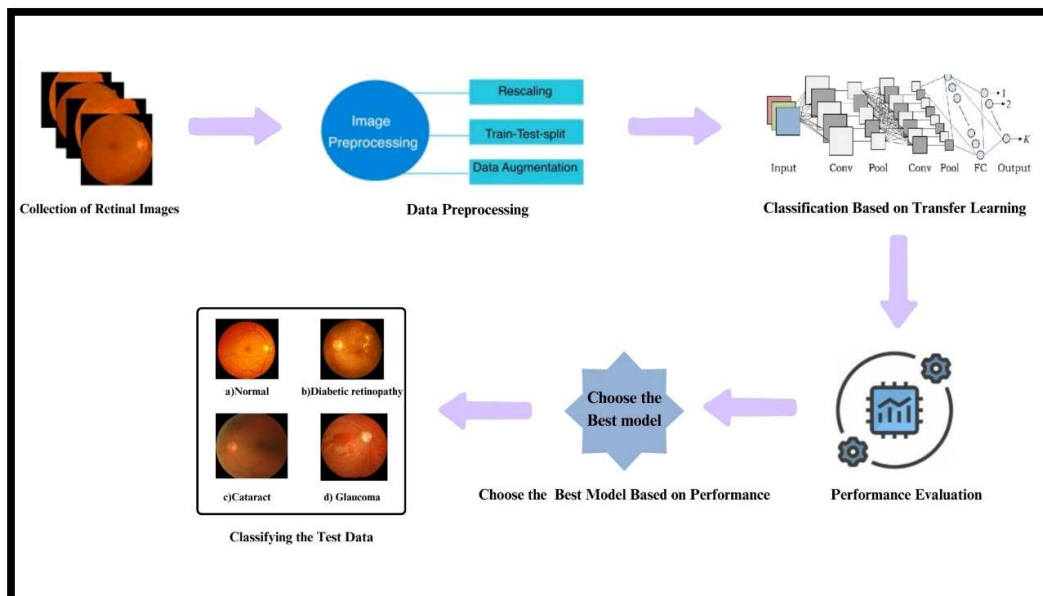 Image
Preprocessing
Rescaling
Train-Test-split
Data Augmentation
1
2
K
Input
Conv
Pool
Conv
Pool
FC
Output
Collection of Retinal Images
Data Preprocessing
Classification Based on Transfer Learning
a)Normal
b)Diabetic retinopathy
c)Cataract
d) Glaucoma
Choose the
Best model
Classifying the Test Data
Choose the Best Model Based on Performance
Performance Evaluation